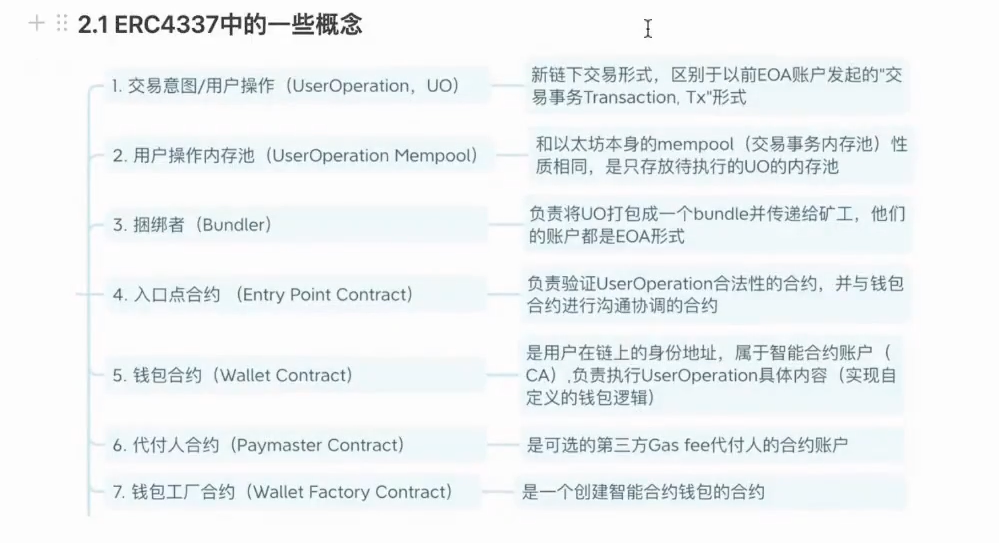 2.1 ERC4337中的一些概念
1. 交易意图/用户操作（UserOperation，UO）
新链下交易形式，区别于以前EOA账户发起的"交
易事务Transaction, Tx"形式
2. 用户操作内存池（UserOperation Mempool）
和以太坊本身的mempool（交易事务内存池）性
质相同，是只存放待执行的UO的内存池
3. 捆绑者（Bundler）
负责将UO打包成一个bundle并传递给矿工，他们
的账户都是EOA形式
4. 入口点合约 （Entry Point Contract）
负责验证UserOperation合法性的合约，并与钱包
合约进行沟通协调的合约
5. 钱包合约（Wallet Contract）
是用户在链上的身份地址，属于智能合约账户（
CA）,负责执行UserOperation具体内容（实现自
定义的钱包逻辑）
6. 代付人合约（Paymaster Contract）
是可选的第三方Gas fee代付人的合约账户
7. 钱包工厂合约（Wallet Factory Contract）
是一个创建智能合约钱包的合约